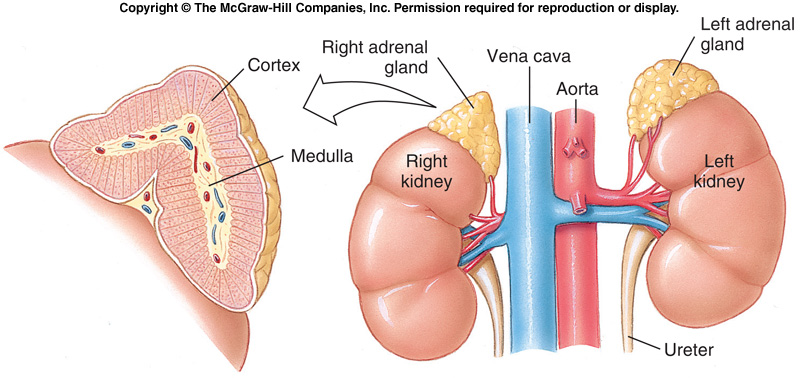 Copyright © The McGraw-Hill Companies, Inc. Permission required for reproduction or display.
Cortex
Medulla
Right adrenal
gland
Vena cava
Aorta
Left adrenal
gland
Right
kidney
Left
kidney
Ureter